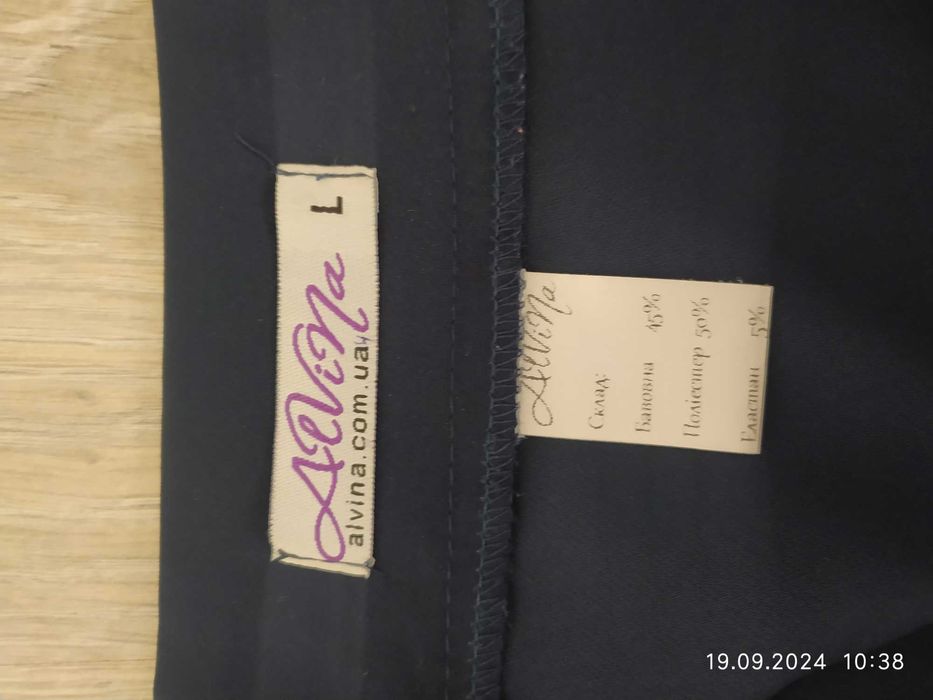 AlViNa
alvina.com.ua
L
AlViNa
Склад:
Бавовна 45%
Поліестер 50%
Еластан 5%
19.09.2024 10:38